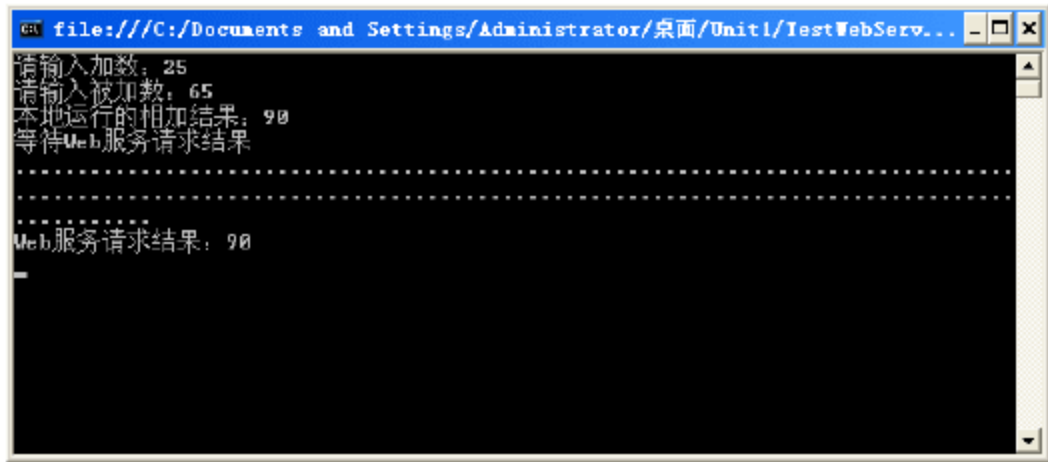 file:///C:/Documents and Settings/Administrator/桌面/Unit1/TestWebServ...
请输入加数：25
请输入被加数：65
本地运行的相加结果：90
等待Web服务请求结果
................................................................................
................................................................................
...........
Web服务请求结果：90